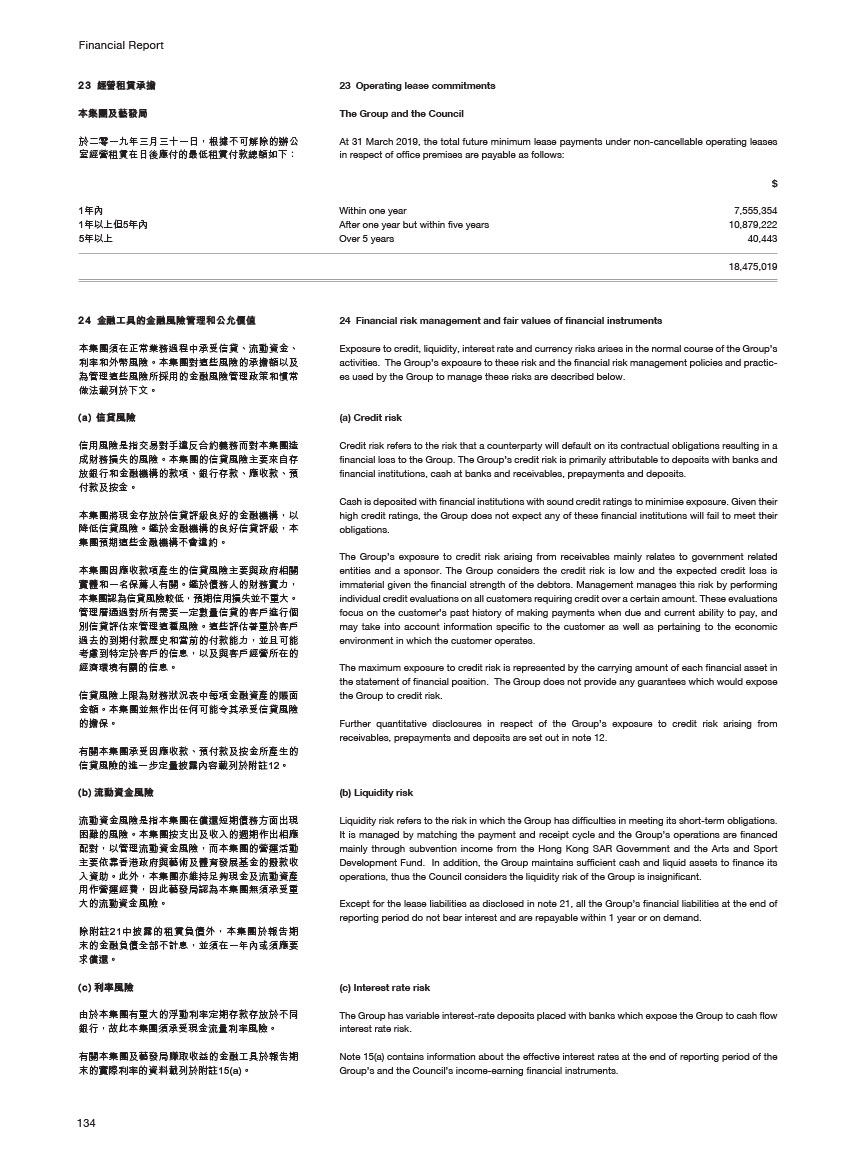 Financial Report
23 經營租賃承擔
本集團及藝發局
於二零一九年三月三十一日，根據不可解除的辦公
室經營租賃在日後應付的最低租賃付款總額如下：
23 Operating lease commitments
The Group and the Council
At 31 March 2019, the total future minimum lease payments under non-cancellable operating leases
in respect of office premises are payable as follows:
$
1年內 Within one year 7,555,354
1年以上但5年內 After one year but within five years 10,879,222
5年以上 Over 5 years 40,443
18,475,019
24 金融工具的金融風險管理和公允價值
本集團須在正常業務過程中承受信貸、流動資金、
利率和外幣風險。本集團對這些風險的承擔額以及
為管理這些風險所採用的金融風險管理政策和慣常
做法載列於下文。
(a) 信貸風險
信用風險是指交易對手違反合約義務而對本集團造
成財務損失的風險。本集團的信貸風險主要來自存
放銀行和金融機構的款項、銀行存款、應收款、預
付款及按金。
本集團將現金存放於信貸評級良好的金融機構，以
降低信貸風險。鑑於金融機構的良好信貸評級，本
集團預期這些金融機構不會違約。
本集團因應收款項產生的信貸風險主要與政府相關
實體和一名保薦人有關。鑑於債務人的財務實力，
本集團認為信貸風險較低，預期信用損失並不重大。
管理層通過對所有需要一定數量信貸的客戶進行個
別信貸評估來管理這種風險。這些評估著重於客戶
過去的到期付款歷史和當前的付款能力，並且可能
考慮到特定於客戶的信息，以及與客戶經營所在的
經濟環境有關的信息。
信貸風險上限為財務狀況表中每項金融資產的賬面
金額。本集團並無作出任何可能令其承受信貸風險
的擔保。
有關本集團承受因應收款、預付款及按金所產生的
信貸風險的進一步定量披露內容載列於附註12。
(b) 流動資金風險
流動資金風險是指本集團在償還短期債務方面出現
困難的風險。本集團按支出及收入的週期作出相應
配對，以管理流動資金風險，而本集團的營運活動
主要依靠香港政府與藝術及體育發展基金的撥款收
入資助。此外，本集團亦維持足夠現金及流動資產
用作營運經費，因此藝發局認為本集團無須承受重
大的流動資金風險。
除附註21中披露的租賃負債外，本集團於報告期
末的金融負債全部不計息，並須在一年內或須應要
求償還。
(c) 利率風險
由於本集團有重大的浮動利率定期存款存放於不同
銀行，故此本集團須承受現金流量利率風險。
有關本集團及藝發局賺取收益的金融工具於報告期
末的實際利率的資料載列於附註15(a)。
24 Financial risk management and fair values of financial instruments
Exposure to credit, liquidity, interest rate and currency risks arises in the normal course of the Group's
activities. The Group's exposure to these risk and the financial risk management policies and practic-
es used by the Group to manage these risks are described below.
(a) Credit risk
Credit risk refers to the risk that a counterparty will default on its contractual obligations resulting in a
financial loss to the Group. The Group's credit risk is primarily attributable to deposits with banks and
financial institutions, cash at banks and receivables, prepayments and deposits.
Cash is deposited with financial institutions with sound credit ratings to minimise exposure. Given their
high credit ratings, the Group does not expect any of these financial institutions will fail to meet their
obligations.
The Group's exposure to credit risk arising from receivables mainly relates to government related
entities and a sponsor. The Group considers the credit risk is low and the expected credit loss is
immaterial given the financial strength of the debtors. Management manages this risk by performing
individual credit evaluations on all customers requiring credit over a certain amount. These evaluations
focus on the customer's past history of making payments when due and current ability to pay, and
may take into account information specific to the customer as well as pertaining to the economic
environment in which the customer operates.
The maximum exposure to credit risk is represented by the carrying amount of each financial asset in
the statement of financial position. The Group does not provide any guarantees which would expose
the Group to credit risk.
Further quantitative disclosures in respect of the Group's exposure to credit risk arising from
receivables, prepayments and deposits are set out in note 12.
(b) Liquidity risk
Liquidity risk refers to the risk in which the Group has difficulties in meeting its short-term obligations.
It is managed by matching the payment and receipt cycle and the Group's operations are financed
mainly through subvention income from the Hong Kong SAR Government and the Arts and Sport
Development Fund. In addition, the Group maintains sufficient cash and liquid assets to finance its
operations, thus the Council considers the liquidity risk of the Group is insignificant.
Except for the lease liabilities as disclosed in note 21, all the Group's financial liabilities at the end of
reporting period do not bear interest and are repayable within 1 year or on demand.
(c) Interest rate risk
The Group has variable interest-rate deposits placed with banks which expose the Group to cash flow
interest rate risk.
Note 15(a) contains information about the effective interest rates at the end of reporting period of the
Group's and the Council's income-earning financial instruments.
134